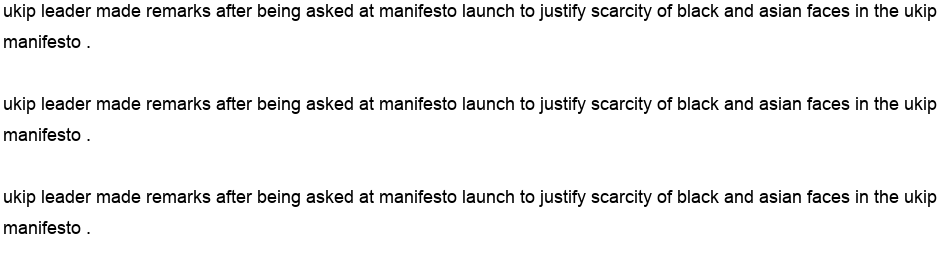 ukip leader made remarks after being asked at manifesto launch to justify scarcity of black and asian faces in the ukip
manifesto .
ukip leader made remarks after being asked at manifesto launch to justify scarcity of black and asian faces in the ukip
manifesto .
ukip leader made remarks after being asked at manifesto launch to justify scarcity of black and asian faces in the ukip
manifesto .